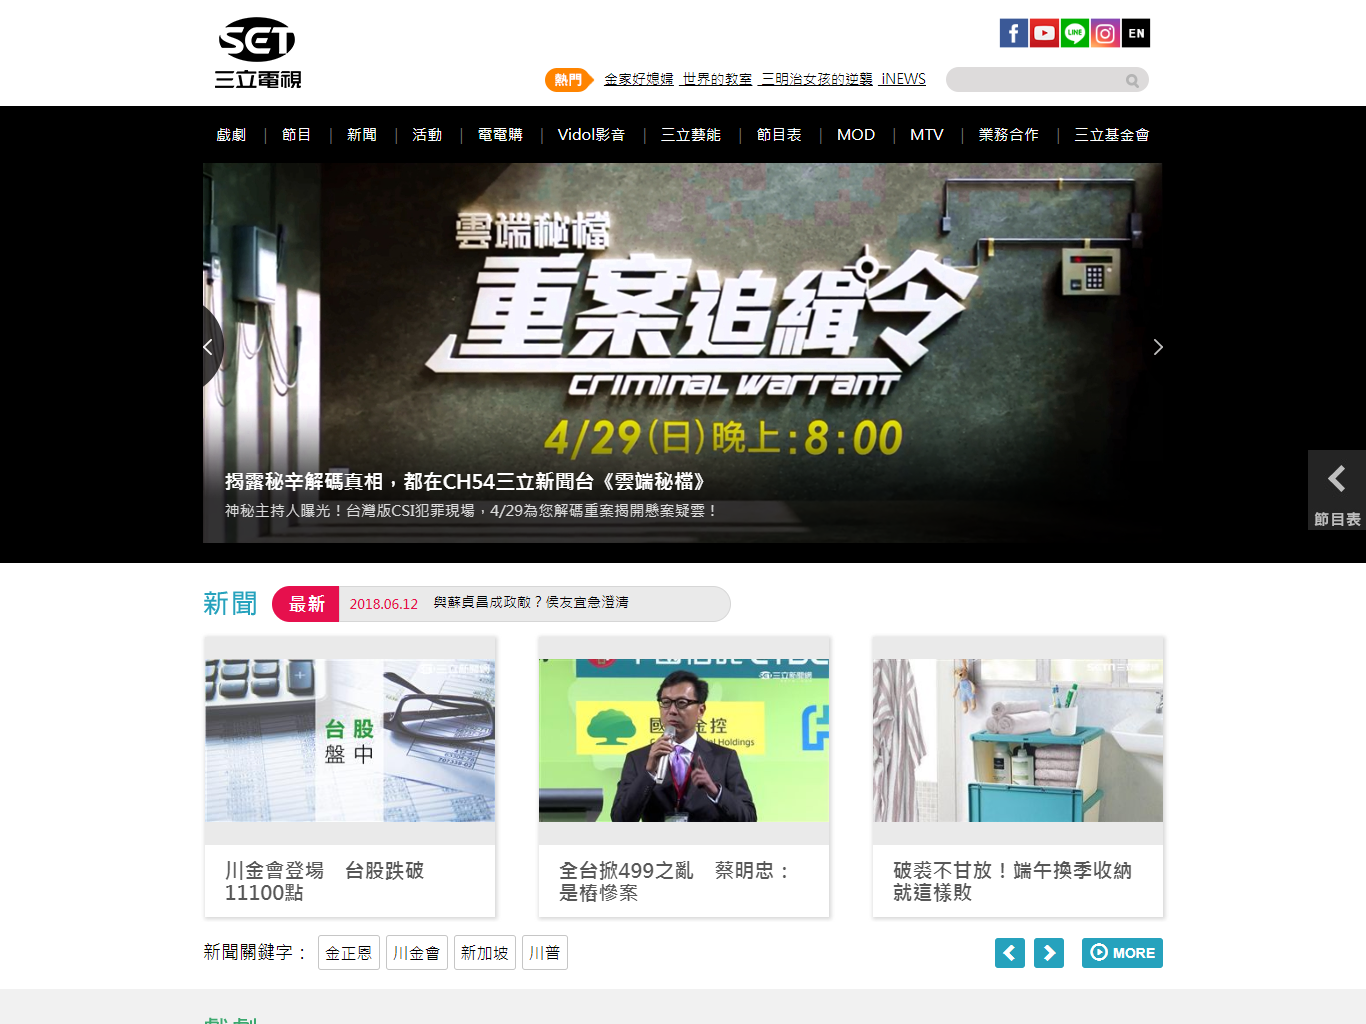 SET
三立電視
EN
熱門
金家好媳婦 世界的教室 三明治女孩的逆襲 iNEWS
戲劇 | 節目 | 新聞 | 活動 | 電電購 | Vidol影音 | 三立藝能 | 節目表 | MOD | MTV | 業務合作 | 三立基金會
雲端秘檔
重案追緝令
CRIMINAL WARRANT
4/29(日)晚上:8:00
揭露秘辛解碼真相，都在CH54三立新聞台《雲端秘檔》
神秘主持人曝光！台灣版CSI犯罪現場，4/29為您解碼重案揭開懸案疑雲！
節目表
新聞
最新
2018.06.12 與蘇貞昌成政敵？侯友宜急澄清
台股
盤中
三立新聞網
國 金控
Holdings
川金會登場　台股跌破
11100點
全台掀499之亂　蔡明忠：
是樁慘案
破裘不甘放！端午換季收納
就這樣敗
新聞關鍵字：
金正恩
川金會
新加坡
川普
MORE
戲劇